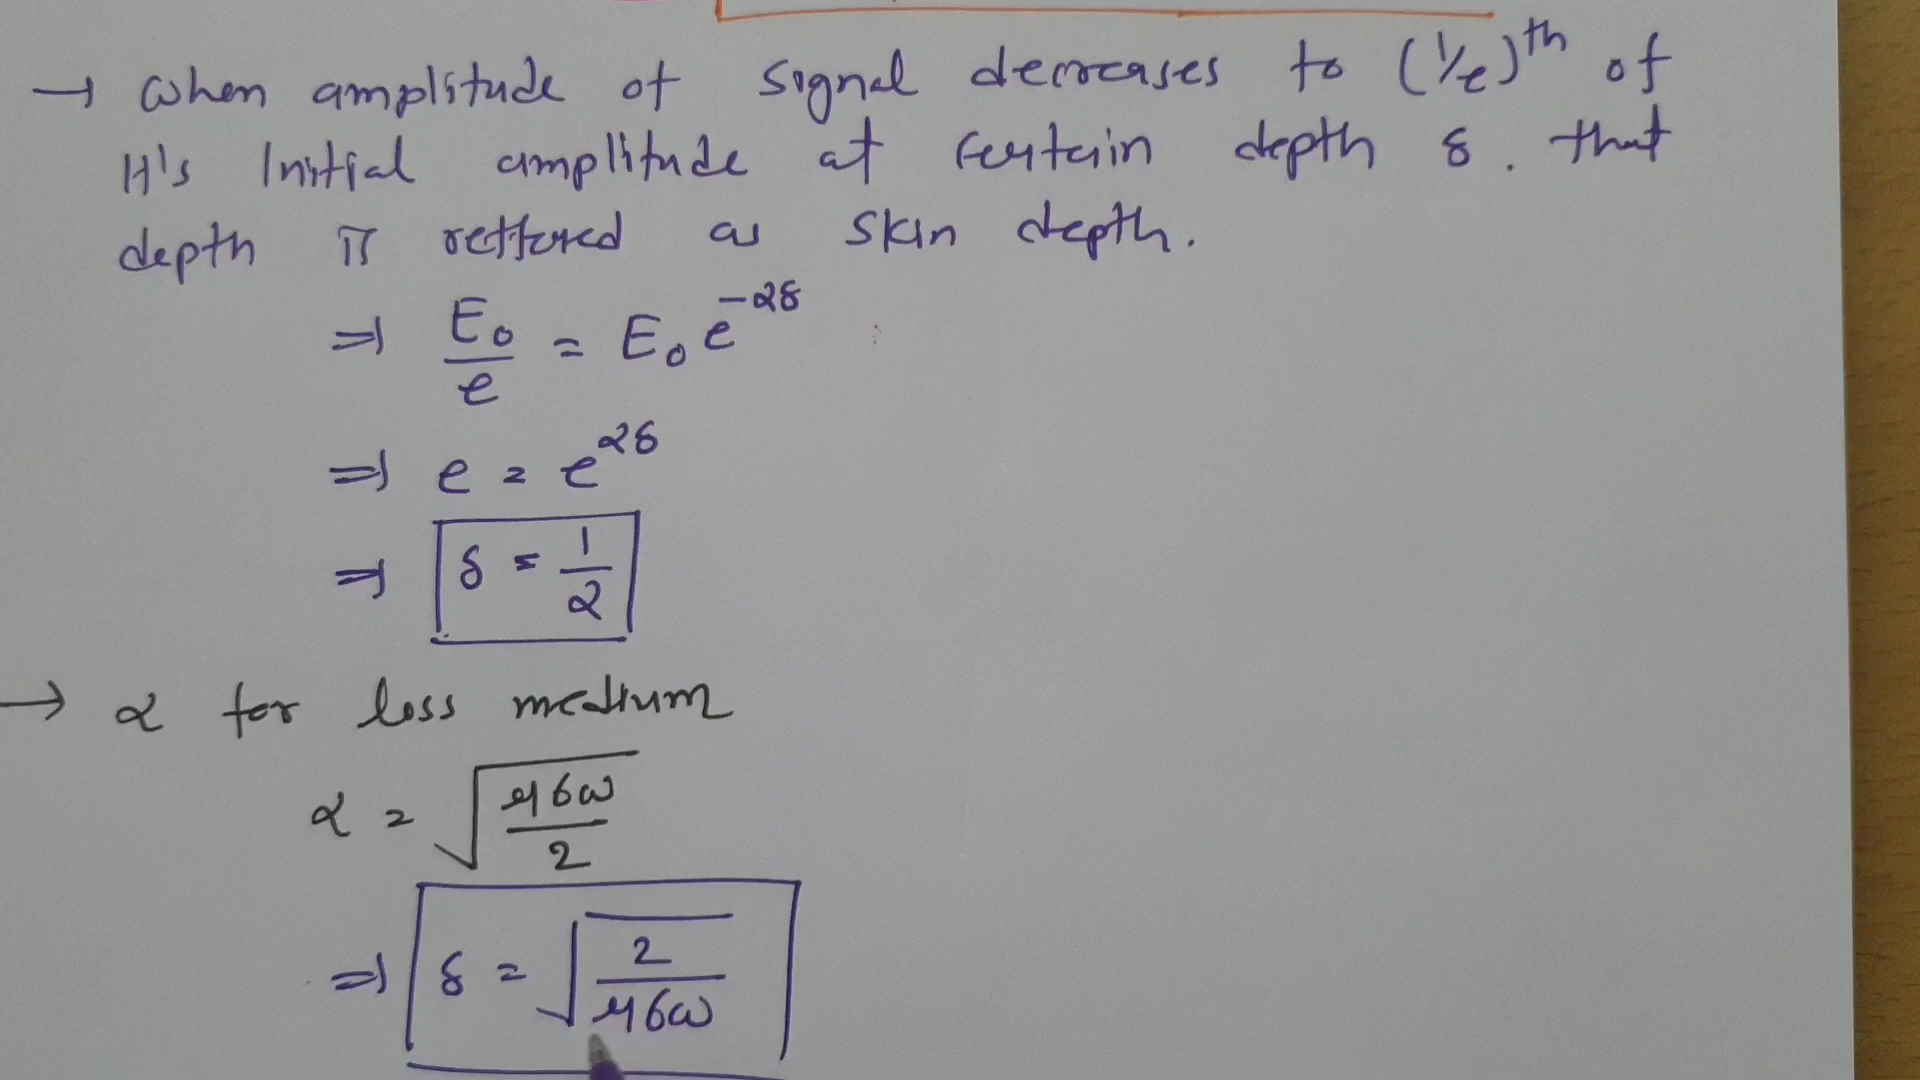 → When amplitude of signal decreases to (1/e)th of
It's Initial amplitude at certain depth δ. that
depth is reffered as skin depth.
⇒ E₀/e = E₀ e^-αδ
⇒ e = e^αδ
⇒ δ = 1/α
→ α for loss medium
α = √(μσω/2)
⇒ δ = √(2/μσω)